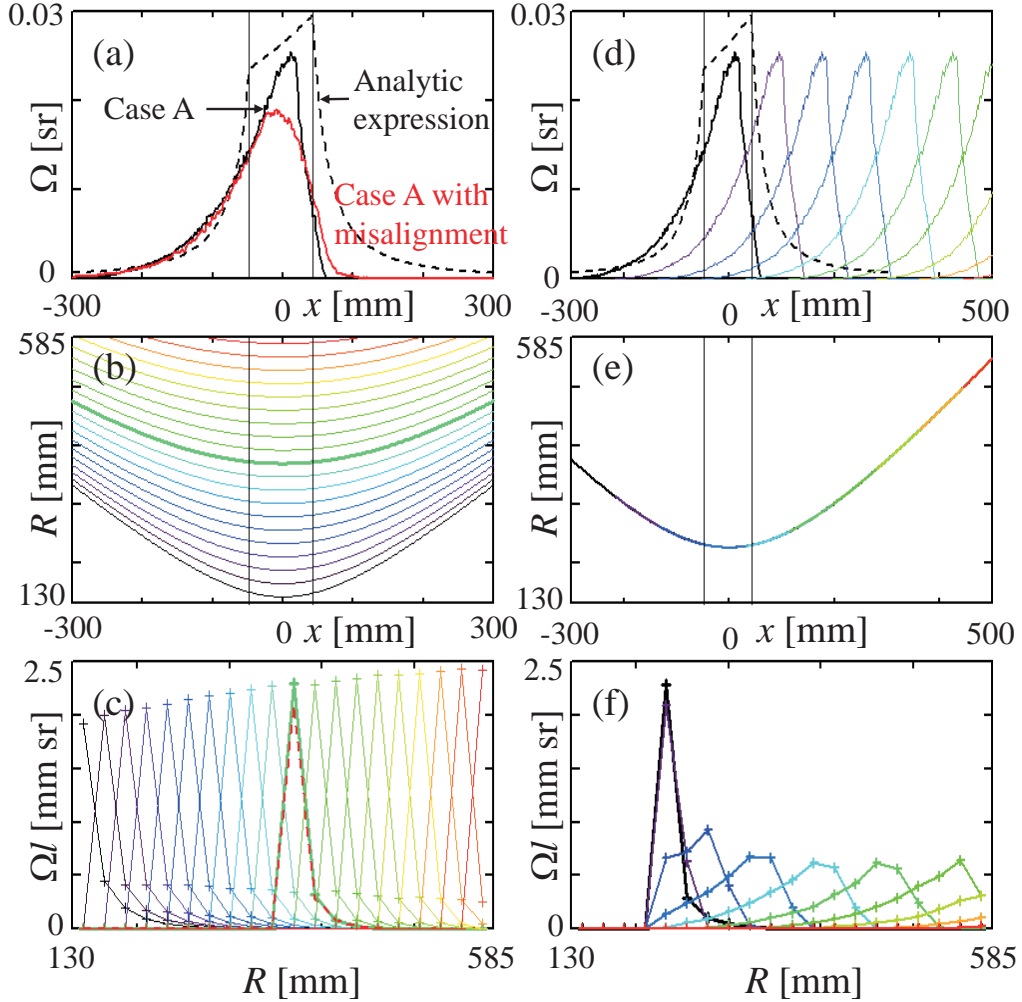 0.03
(a)
Case A
Analytic
expression
Case A with
misalignment
Ω [sr]
0
-300
0
x [mm]
300
(d)
Ω [sr]
0
-300
0
x [mm]
500
585
(b)
R [mm]
130
-300
0
x [mm]
300
585
(e)
R [mm]
130
-300
0
x [mm]
500
2.5
(c)
Ωl [mm sr]
0
130
R [mm]
585
2.5
(f)
Ωl [mm sr]
0
130
R [mm]
585